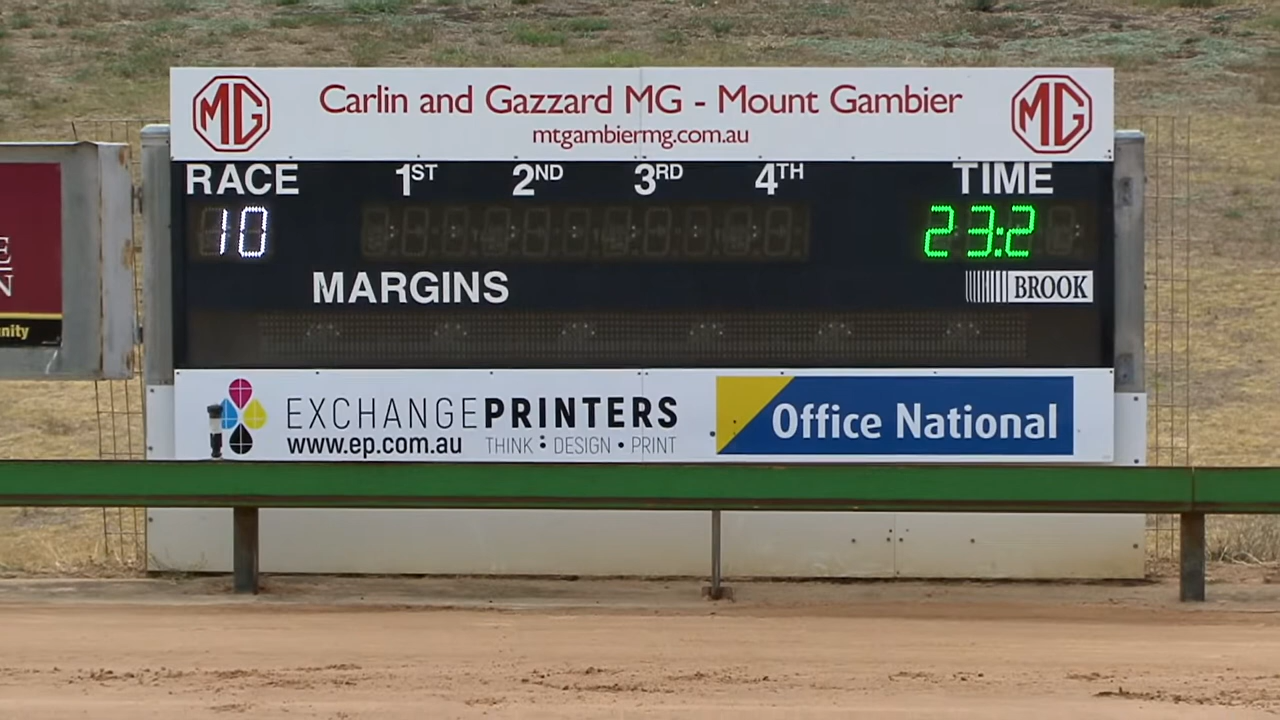 MG Carlin and Gazzard MG - Mount Gambier MG
mtgambiermg.com.au
RACE 1ST 2ND 3RD 4TH TIME
10 23:2
MARGINS BROOK
E
N
nity
EXCHANGEPRINTERS
www.ep.com.au THINK : DESIGN • PRINT
Office National